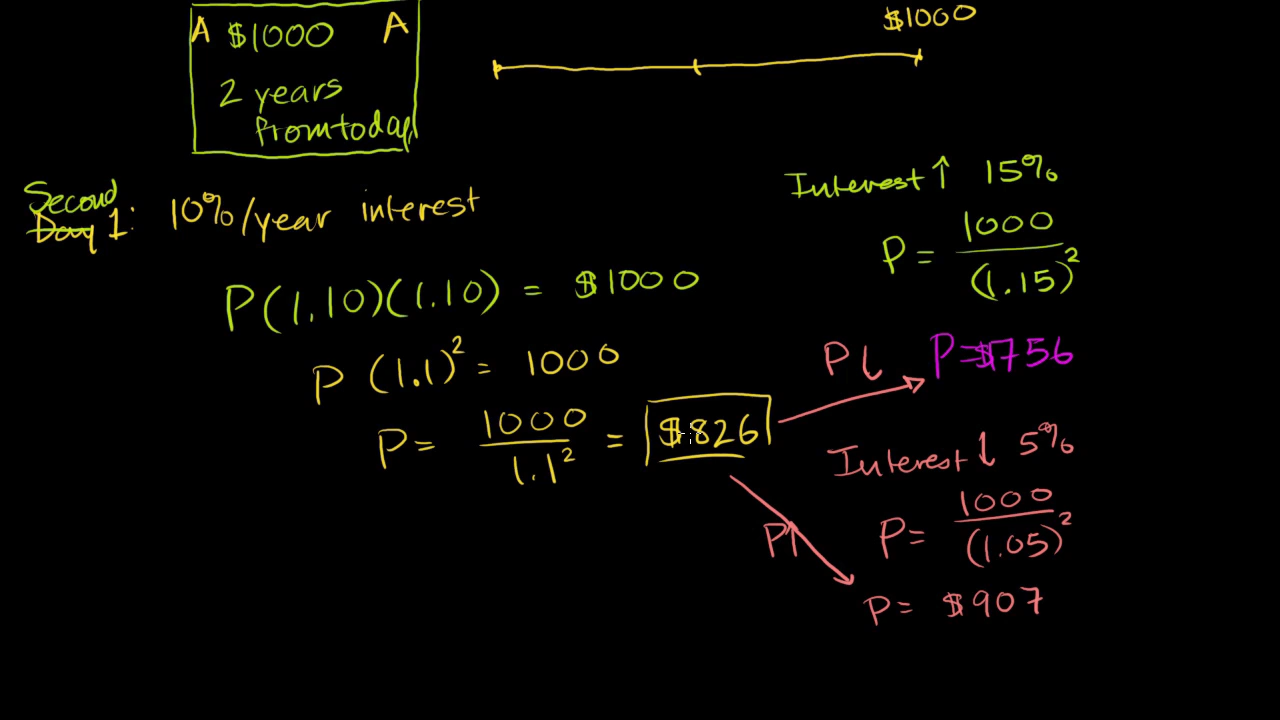 A $1000 A
2 years
from today
$1000
Second
Day 1: 10%/year interest
P(1.10)(1.10) = $1000
P (1.1)² = 1000
P = 1000 / 1.1² = $826
Interest ↑ 15%
P = 1000 / (1.15)²
P↓
P = $756
Interest ↓ 5%
P = 1000 / (1.05)²
P↑
P = $907